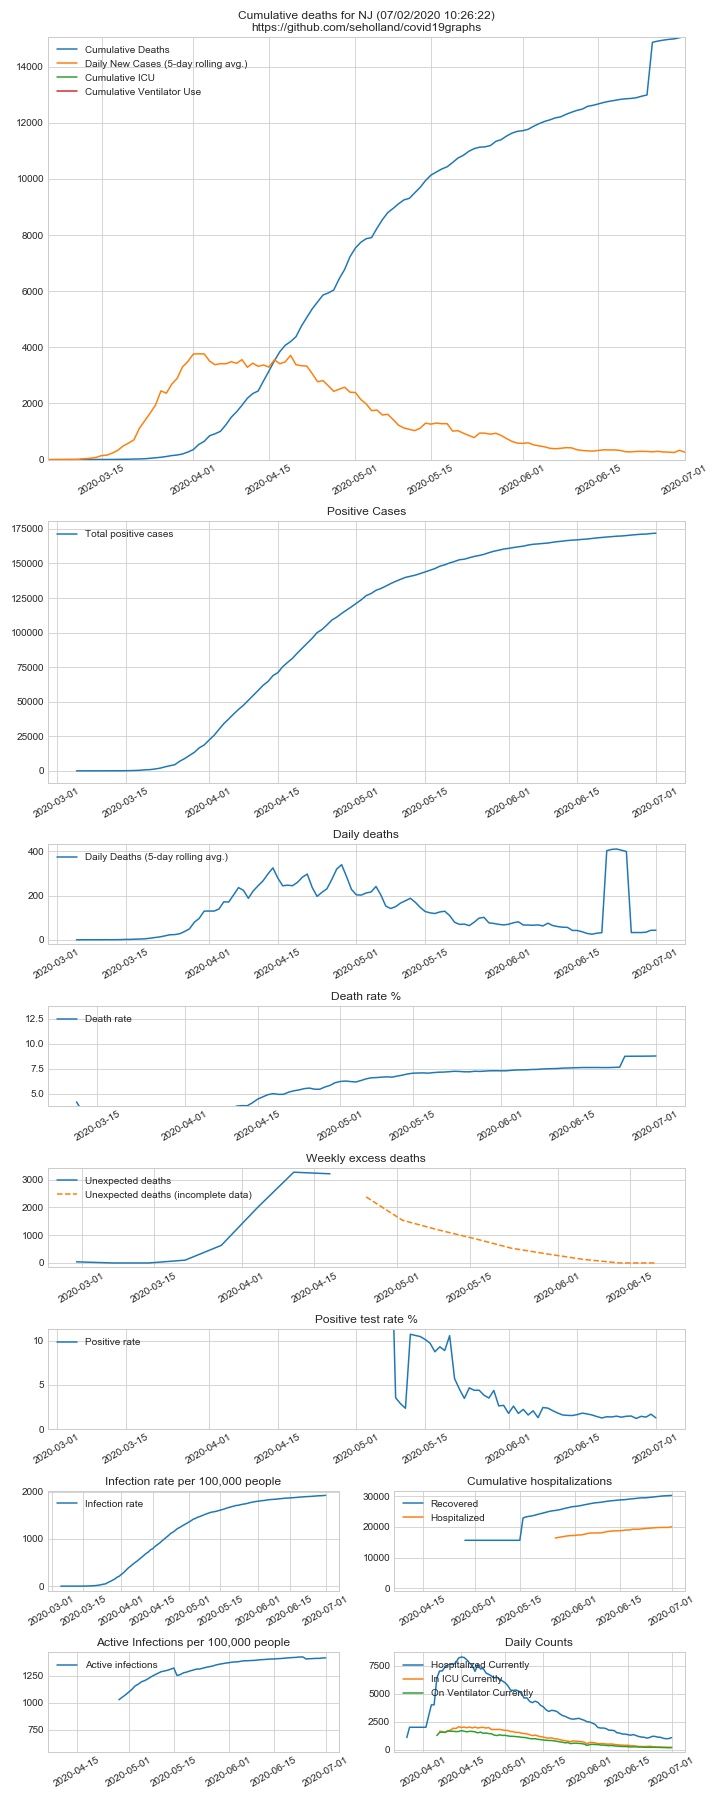 Cumulative deaths for NJ (07/02/2020 10:26:22)
https://github.com/seholland/covid19graphs
Cumulative Deaths
Daily New Cases (5-day rolling avg.)
Cumulative ICU
Cumulative Ventilator Use
14000
12000
10000
8000
6000
4000
2000
0
2020-03-15 2020-04-01 2020-04-15 2020-05-01 2020-05-15 2020-06-01 2020-06-15 2020-07-01
Positive Cases
Total positive cases
175000
150000
125000
100000
75000
50000
25000
0
2020-03-01 2020-03-15 2020-04-01 2020-04-15 2020-05-01 2020-05-15 2020-06-01 2020-06-15 2020-07-01
Daily deaths
Daily Deaths (5-day rolling avg.)
400
200
0
2020-03-01 2020-03-15 2020-04-01 2020-04-15 2020-05-01 2020-05-15 2020-06-01 2020-06-15 2020-07-01
Death rate %
Death rate
12.5
10.0
7.5
5.0
2020-03-15 2020-04-01 2020-04-15 2020-05-01 2020-05-15 2020-06-01 2020-06-15 2020-07-01
Weekly excess deaths
Unexpected deaths
Unexpected deaths (incomplete data)
3000
2000
1000
0
2020-03-01 2020-03-15 2020-04-01 2020-04-15 2020-05-01 2020-05-15 2020-06-01 2020-06-15
Positive test rate %
Positive rate
10
5
0
2020-03-01 2020-03-15 2020-04-01 2020-04-15 2020-05-01 2020-05-15 2020-06-01 2020-06-15 2020-07-01
Infection rate per 100,000 people
Infection rate
2000
1000
0
2020-03-01 2020-03-15 2020-04-01 2020-04-15 2020-05-01 2020-05-15 2020-06-01 2020-06-15 2020-07-01
Cumulative hospitalizations
Recovered
Hospitalized
30000
20000
10000
0
2020-04-15 2020-05-01 2020-05-15 2020-06-01 2020-06-15 2020-07-01
Active Infections per 100,000 people
Active infections
1250
1000
750
2020-04-15 2020-05-01 2020-05-15 2020-06-01 2020-06-15 2020-07-01
Daily Counts
Hospitalized Currently
In ICU Currently
On Ventilator Currently
7500
5000
2500
0
2020-04-01 2020-04-15 2020-05-01 2020-05-15 2020-06-01 2020-06-15 2020-07-01